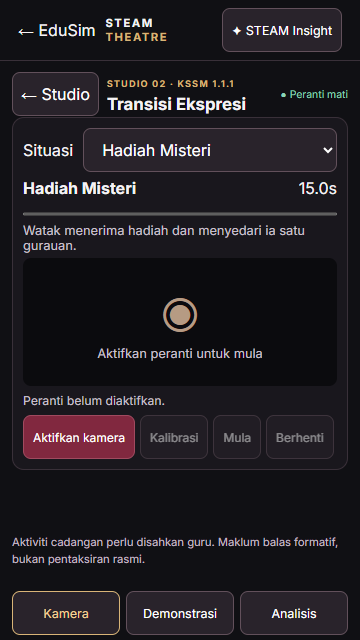 ← EduSim
STEAM
THEATRE
✦ STEAM Insight
← Studio
STUDIO 02 · KSSM 1.1.1
Transisi Ekspresi
● Peranti mati
Situasi
Hadiah Misteri
Hadiah Misteri
15.0s
Watak menerima hadiah dan menyedari ia satu
gurauan.
Aktifkan peranti untuk mula
Peranti belum diaktifkan.
Aktifkan kamera
Kalibrasi
Mula
Berhenti
Aktiviti cadangan perlu disahkan guru. Maklum balas formatif,
bukan pentaksiran rasmi.
Kamera
Demonstrasi
Analisis